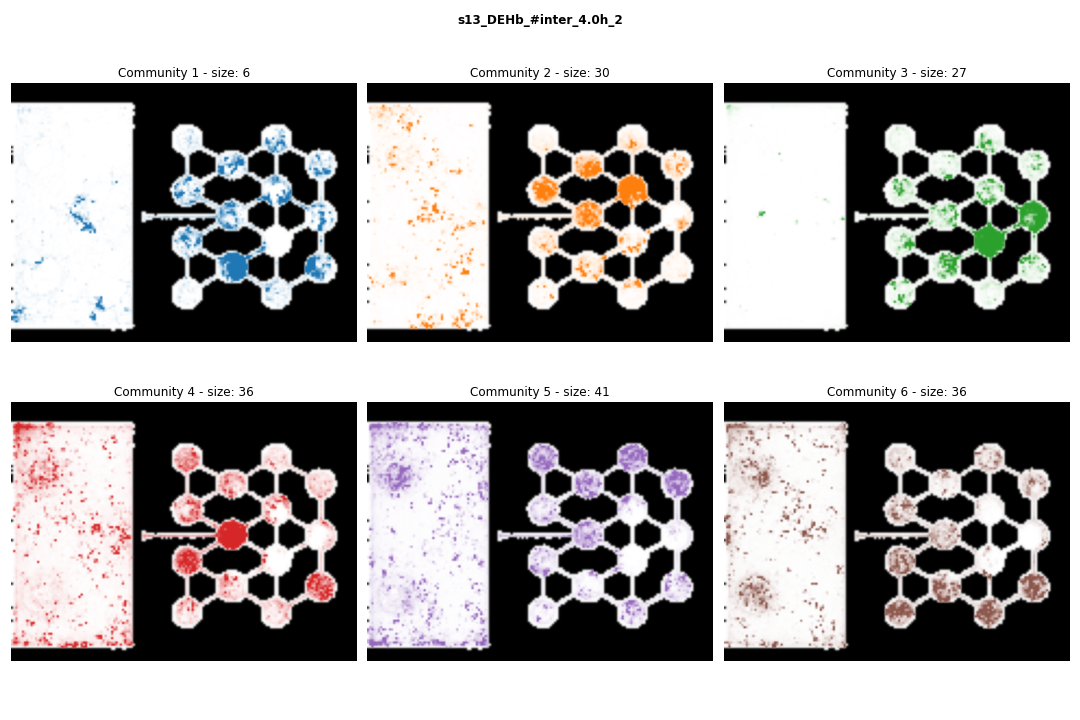 s13_DEHb_#inter_4.0h_2
Community 1 - size: 6
Community 2 - size: 30
Community 3 - size: 27
Community 4 - size: 36
Community 5 - size: 41
Community 6 - size: 36